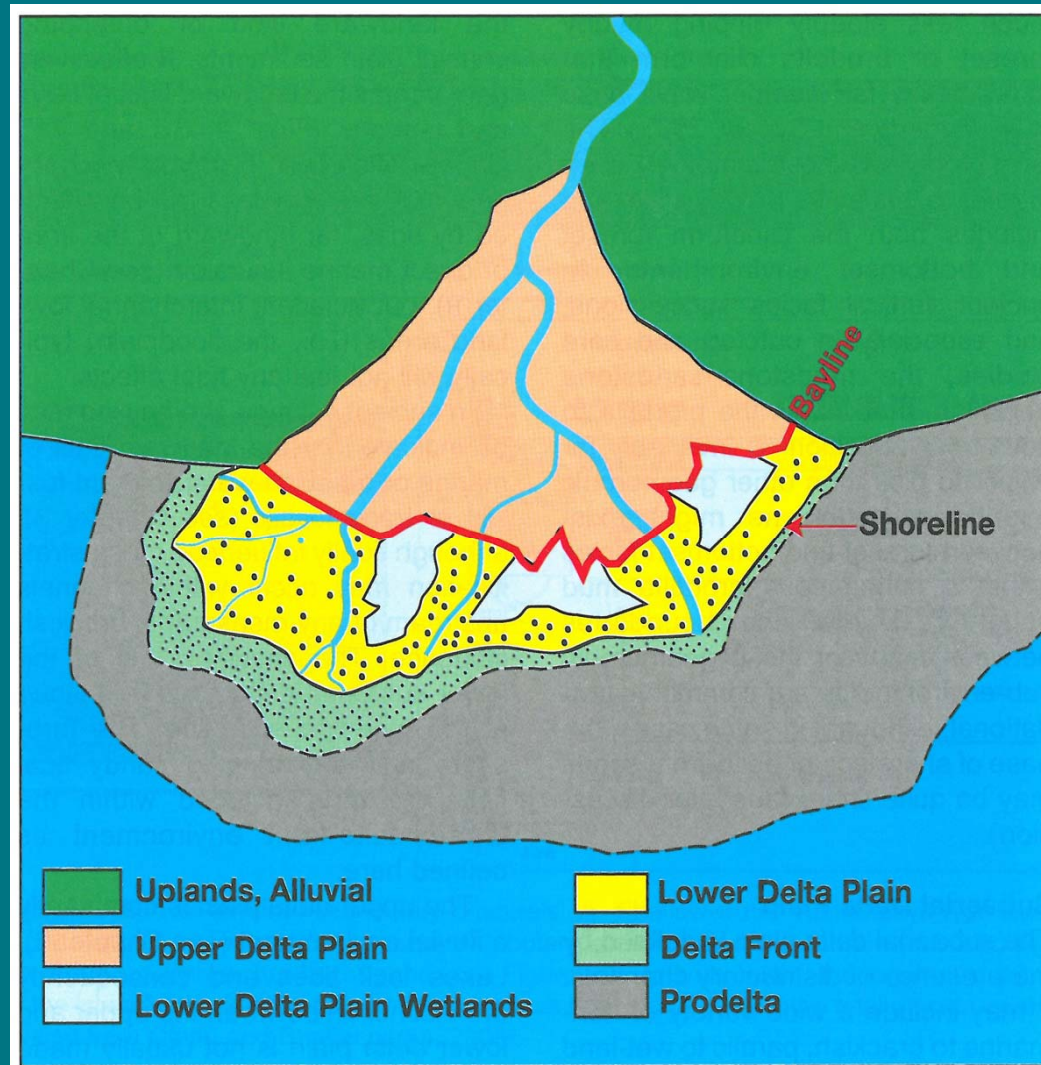 Bayline
Shoreline
Uplands, Alluvial
Lower Delta Plain
Upper Delta Plain
Delta Front
Lower Delta Plain Wetlands
Prodelta